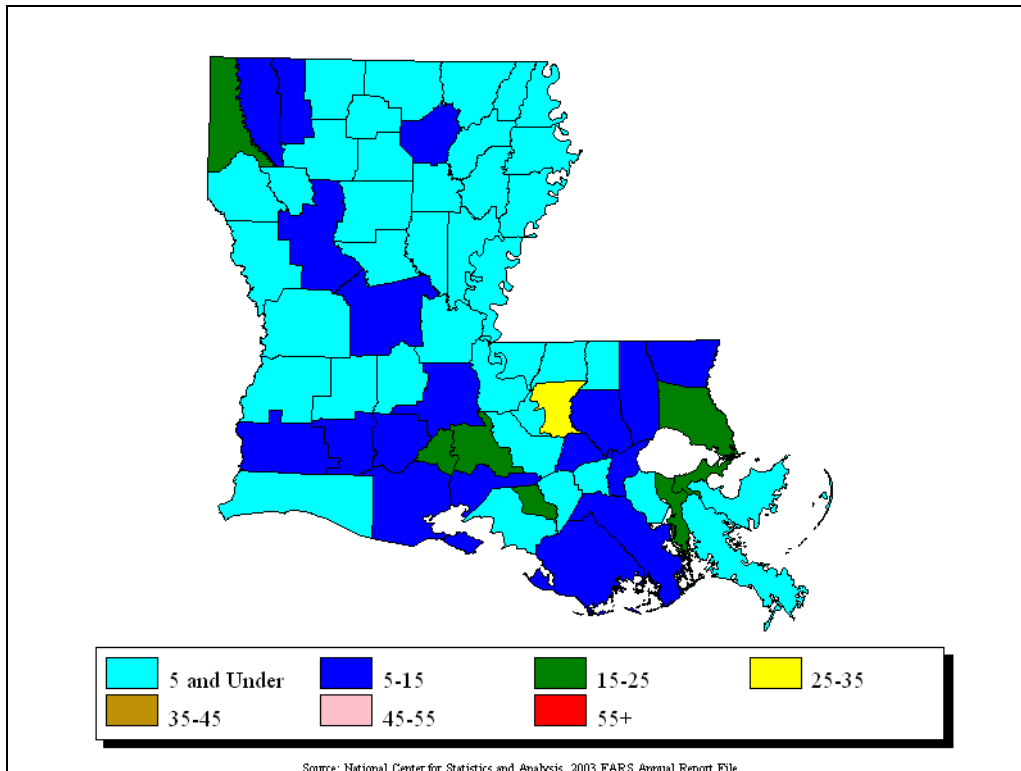 5 and Under 5-15 15-25 25-35
35-45 45-55 55+
Source: National Center for Statistics and Analysis, 2003 FARS Annual Report File